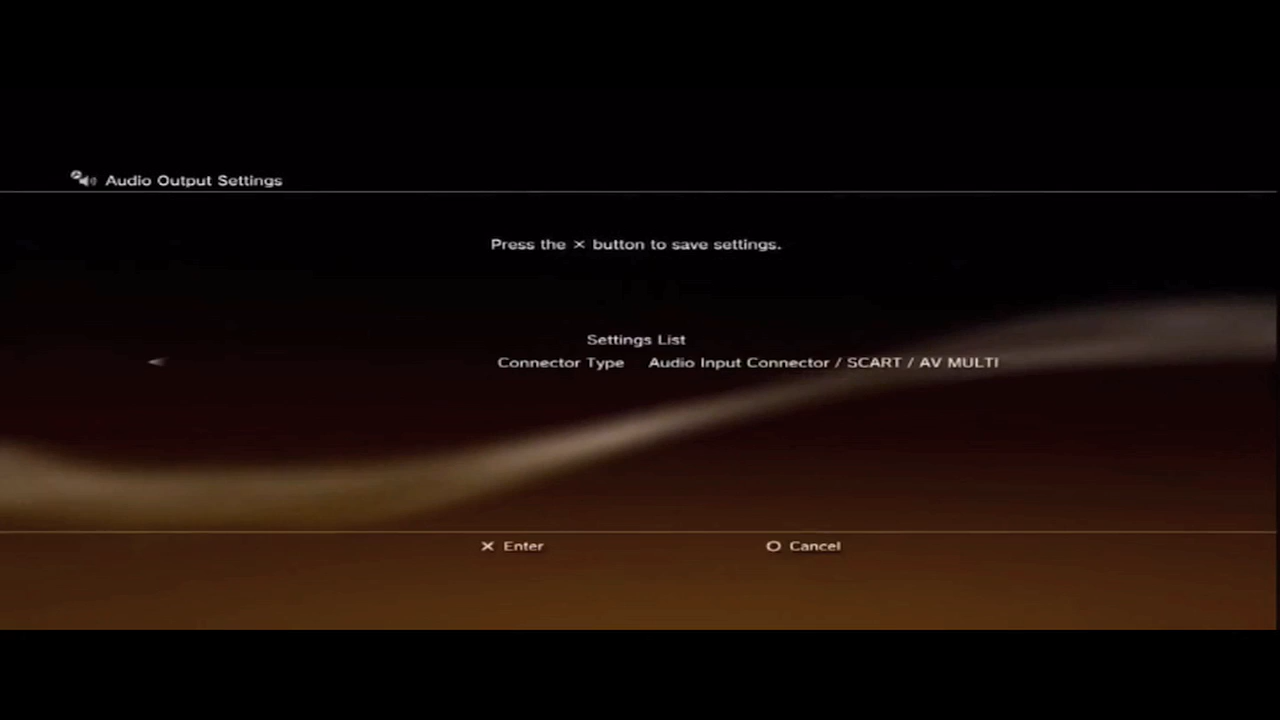 Audio Output Settings
Press the × button to save settings.
Settings List
Connector Type Audio Input Connector / SCART / AV MULTI
× Enter ○ Cancel